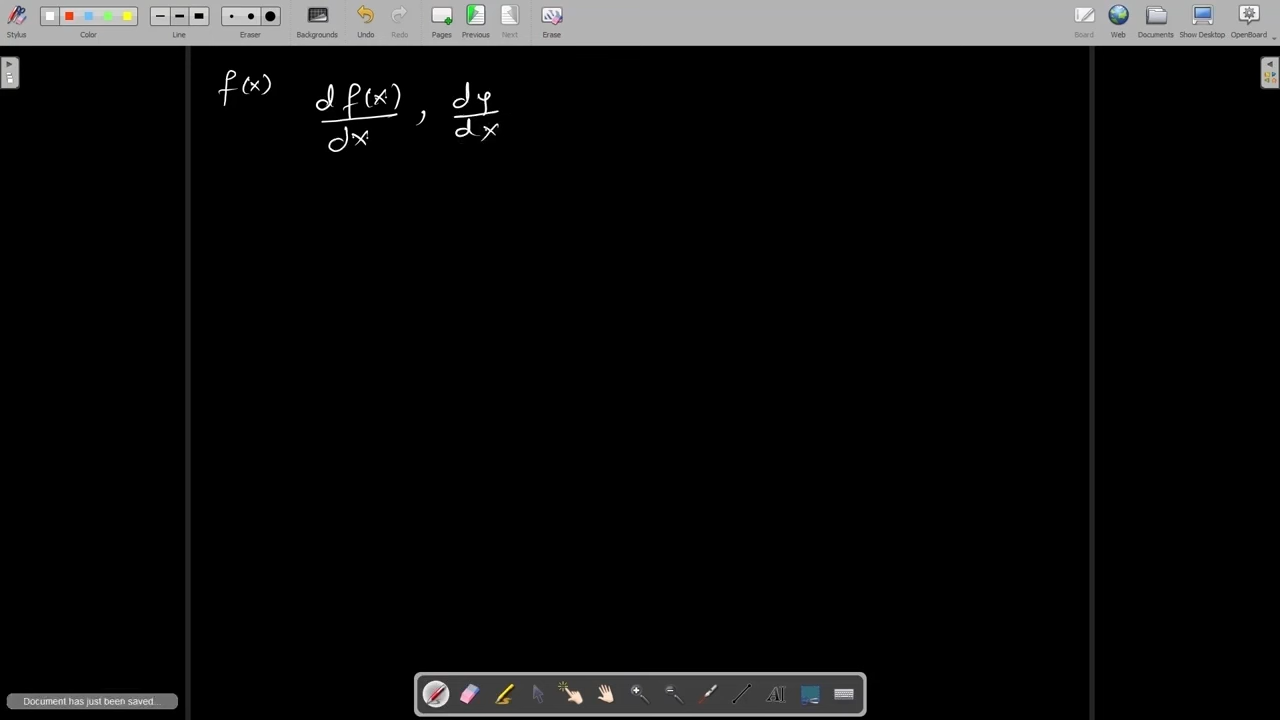 Stylus Color Line Eraser Backgrounds Undo Redo Pages Previous Next Erase Board Web Documents Show Desktop OpenBoard
f(x) df(x)/dx , dy/dx
AI
Document has just been saved...